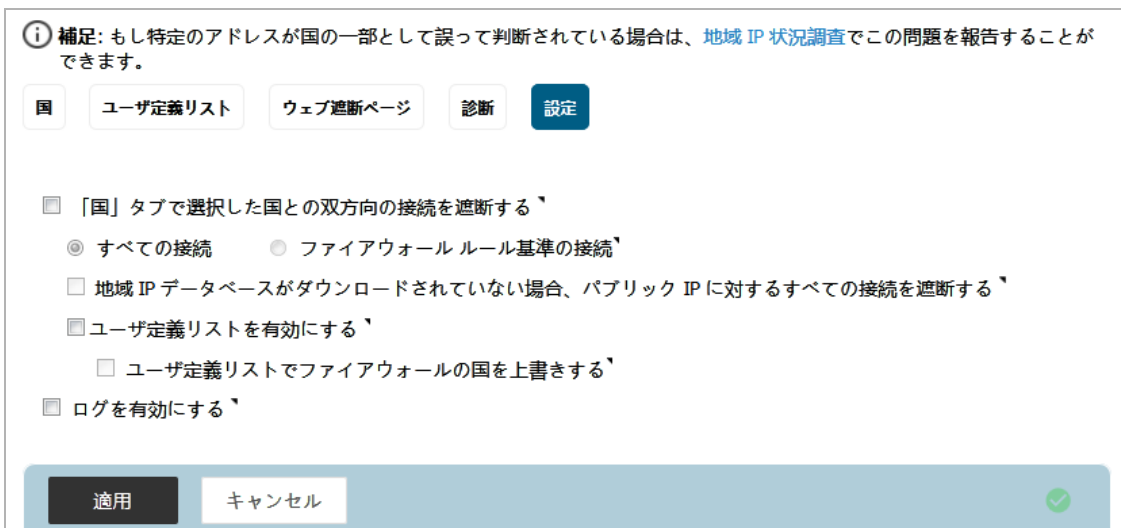 補足: もし特定のアドレスが国の一部として誤って判断されている場合は、地域 IP 状況調査でこの問題を報告することが
できます。
国 ユーザ定義リスト ウェブ遮断ページ 診断 設定
「国」タブで選択した国との双方向の接続を遮断する
すべての接続 ファイアウォール ルール基準の接続
地域 IP データベースがダウンロードされていない場合、パブリック IP に対するすべての接続を遮断する
ユーザ定義リストを有効にする
ユーザ定義リストでファイアウォールの国を上書きする
ログを有効にする
適用 キャンセル